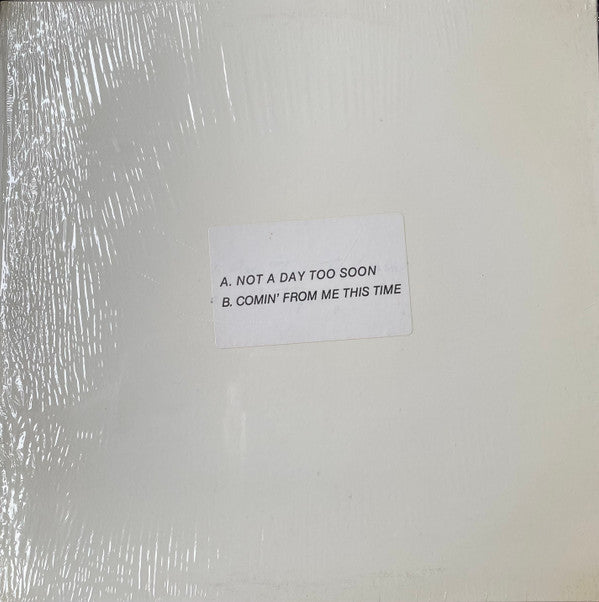 A. NOT A DAY TOO SOON
B. COMIN' FROM ME THIS TIME